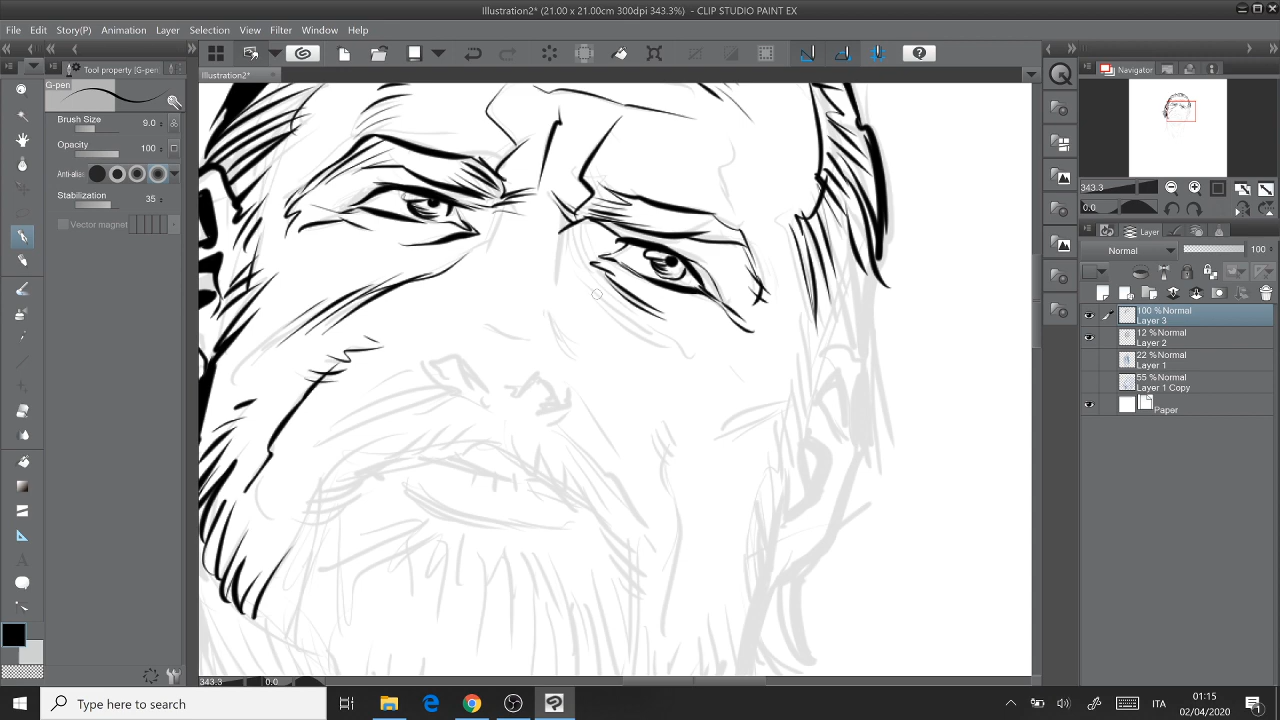 Illustration2* (21.00 x 21.00cm 300dpi 343.3%) - CLIP STUDIO PAINT EX
File Edit Story(P) Animation Layer Selection View Filter Window Help
Tool property [G-pen
Illustration2*
Navigator
G-pen
Brush Size 9.0
Opacity 100
Anti-alias
Stabilization 35
Vector magnet
343.3
0.0
Layer
Normal 100
100 %Normal
Layer 3
12 %Normal
Layer 2
22 %Normal
Layer 1
55 %Normal
Layer 1 Copy
Paper
343.3 0.0
Type here to search
ITA
01:15
02/04/2020